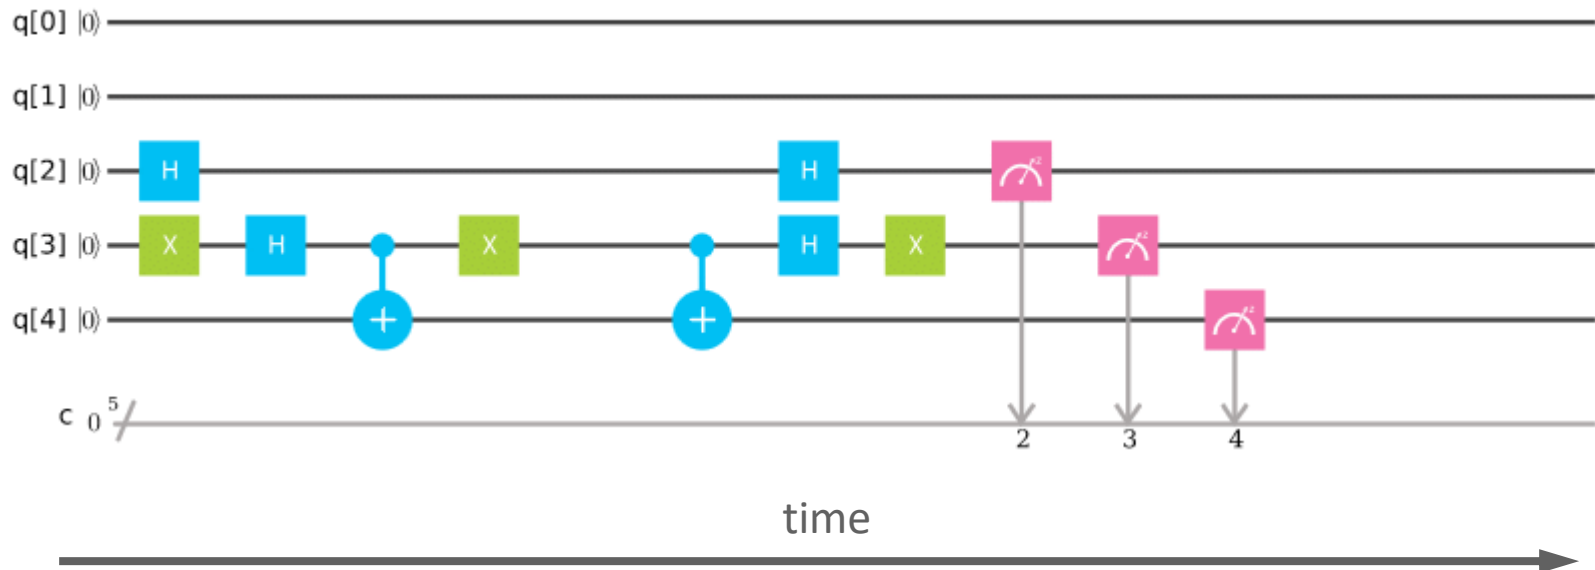 q[0] |0⟩
q[1] |0⟩
q[2] |0⟩ H H z
q[3] |0⟩ X H X H X z
q[4] |0⟩ + + z
c 0 5
2 3 4
time